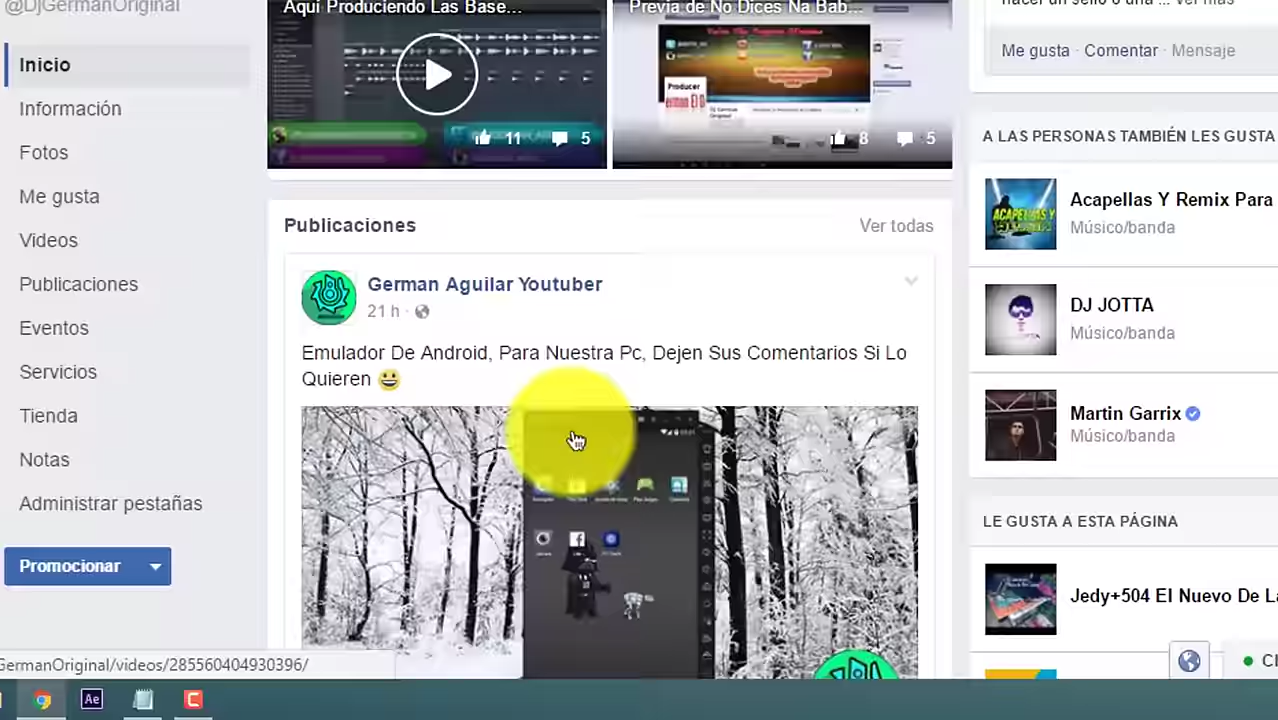 @DjGermanOriginal
Inicio
Información
Fotos
Me gusta
Videos
Publicaciones
Eventos
Servicios
Tienda
Notas
Administrar pestañas
Promocionar
Aquí Produciendo Las Base...
11 5
Previa de No Dices Na Bab...
Producer
8 5
Publicaciones
Ver todas
German Aguilar Youtuber
21 h ·
Emulador De Android, Para Nuestra Pc, Dejen Sus Comentarios Si Lo
Quieren 😀
hacer un sello o una ... Ver más
Me gusta · Comentar · Mensaje
A LAS PERSONAS TAMBIÉN LES GUSTA
ACAPELLAS Y
Acapellas Y Remix Para
Músico/banda
DJ JOTTA
Músico/banda
Martin Garrix
Músico/banda
LE GUSTA A ESTA PÁGINA
Jedy+504 El Nuevo De La
GermanOriginal/videos/285560404930396/
Ae